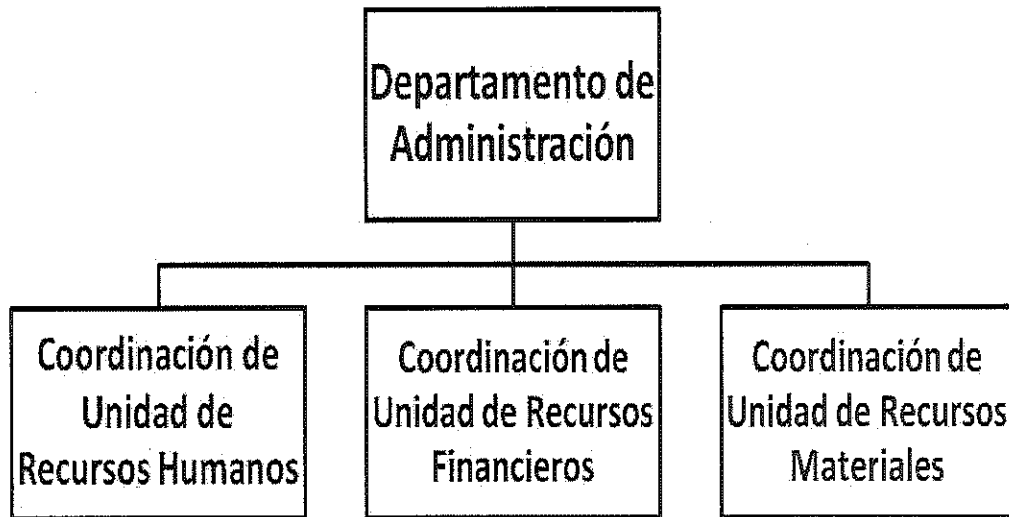 Departamento de
Administración
Coordinación de
Unidad de
Recursos Humanos
Coordinación de
Unidad de Recursos
Financieros
Coordinación de
Unidad de Recursos
Materiales